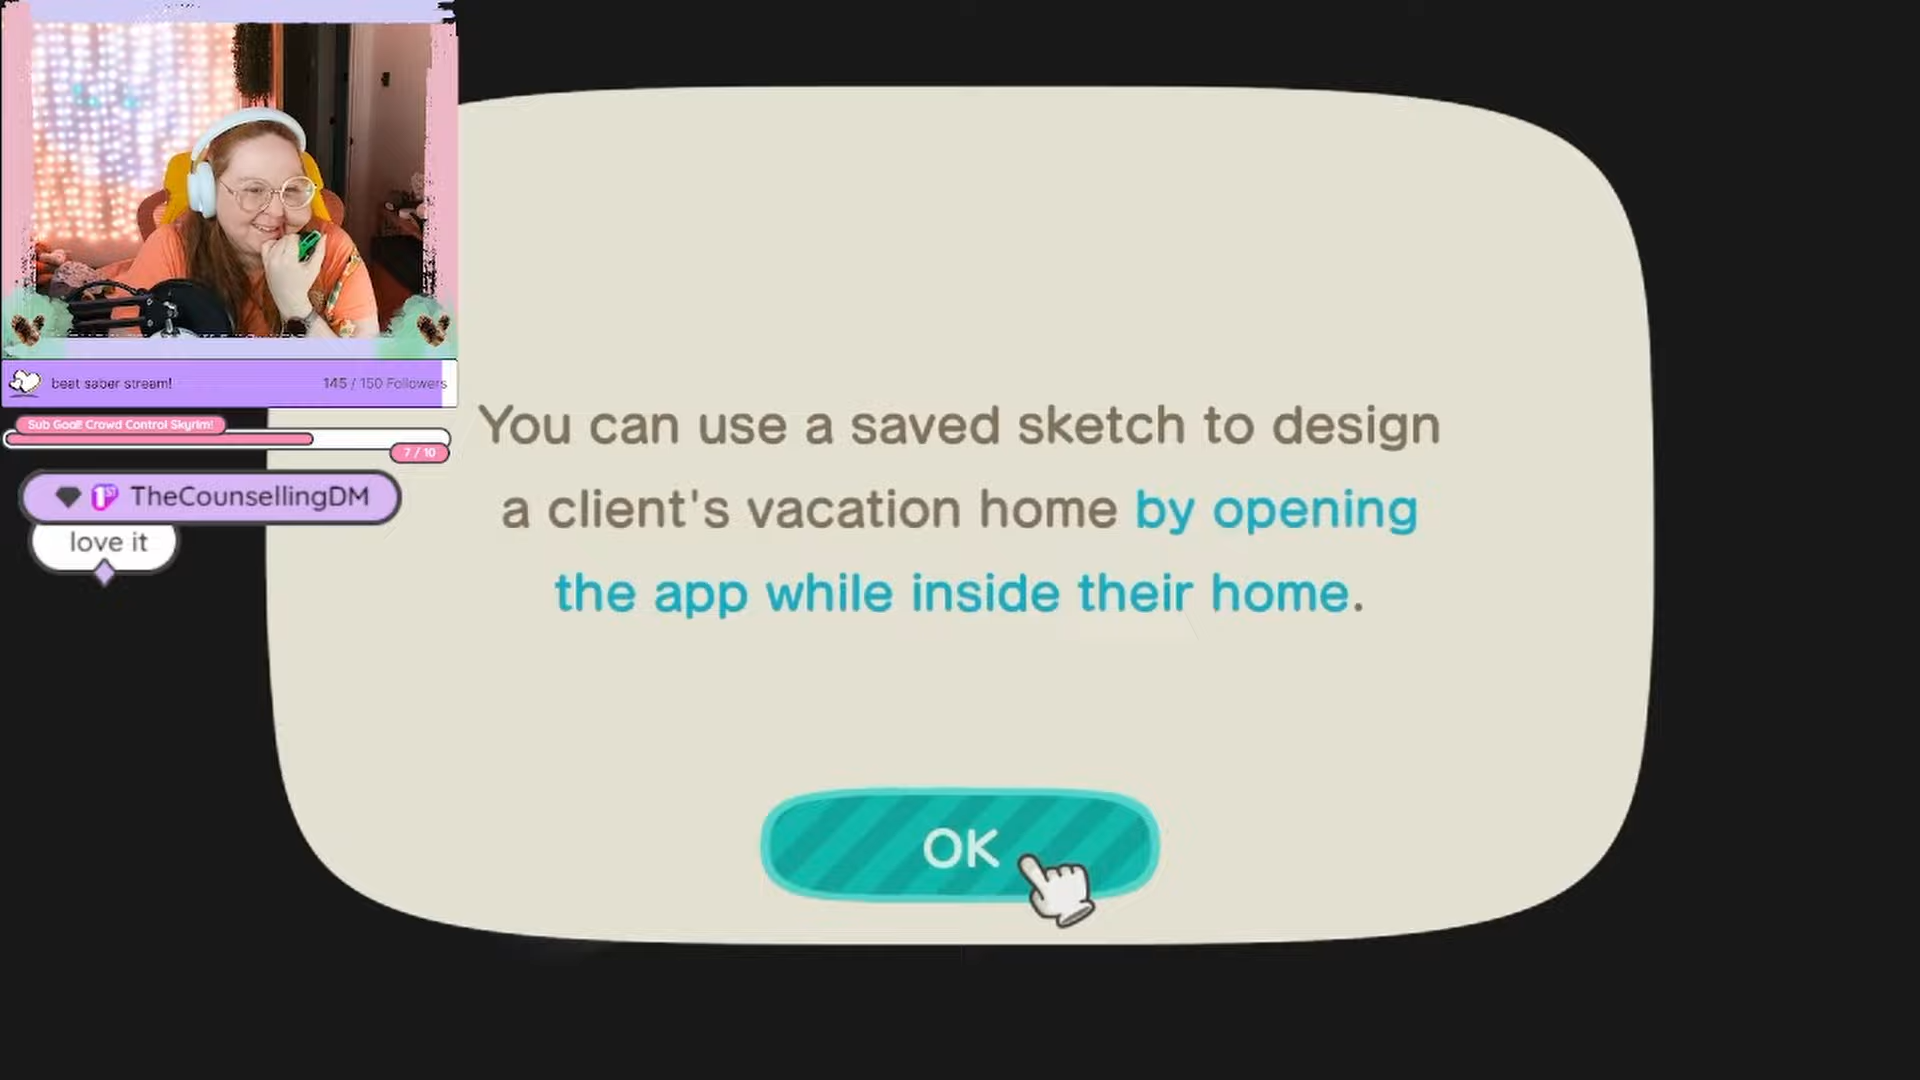 beat saber stream!
145 / 150 Followers
Sub Goal! Crowd Control Skyrim!
7 / 10
1ST TheCounsellingDM
love it
You can use a saved sketch to design
a client's vacation home by opening
the app while inside their home.
OK